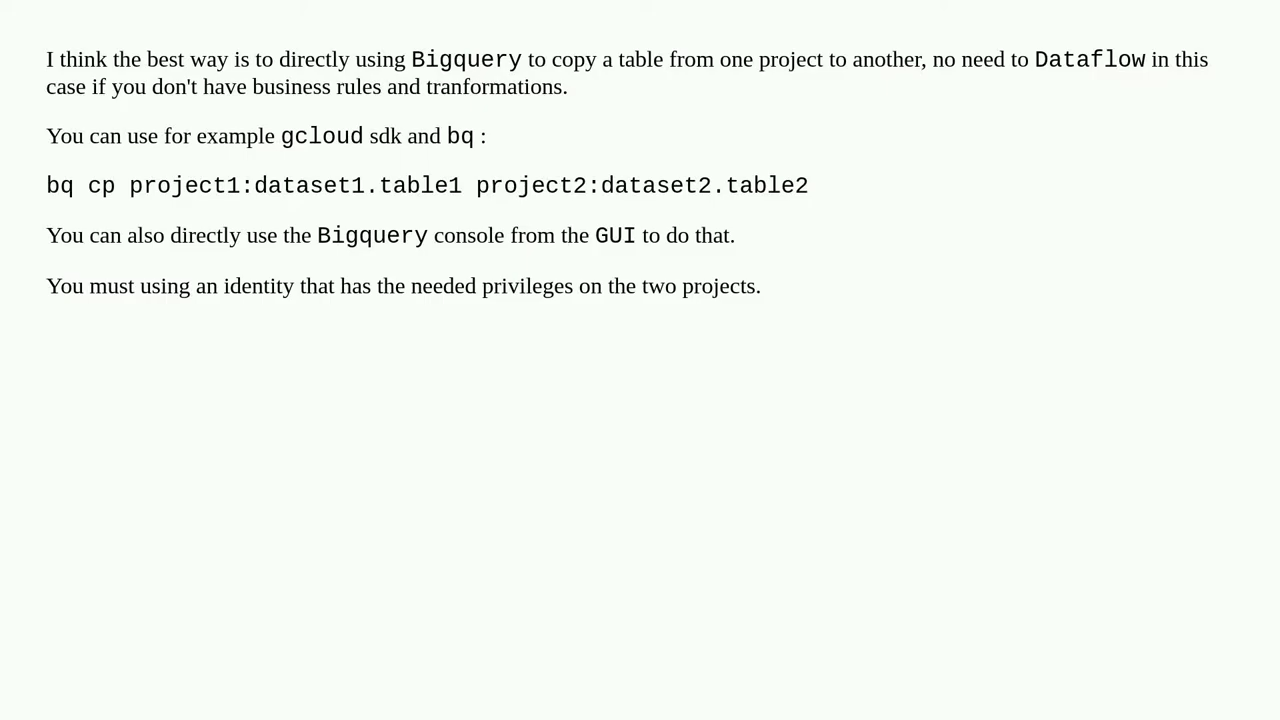 I think the best way is to directly using Bigquery to copy a table from one project to another, no need to Dataflow in this
case if you don't have business rules and tranformations.
You can use for example gcloud sdk and bq :
bq cp project1:dataset1.table1 project2:dataset2.table2
You can also directly use the Bigquery console from the GUI to do that.
You must using an identity that has the needed privileges on the two projects.